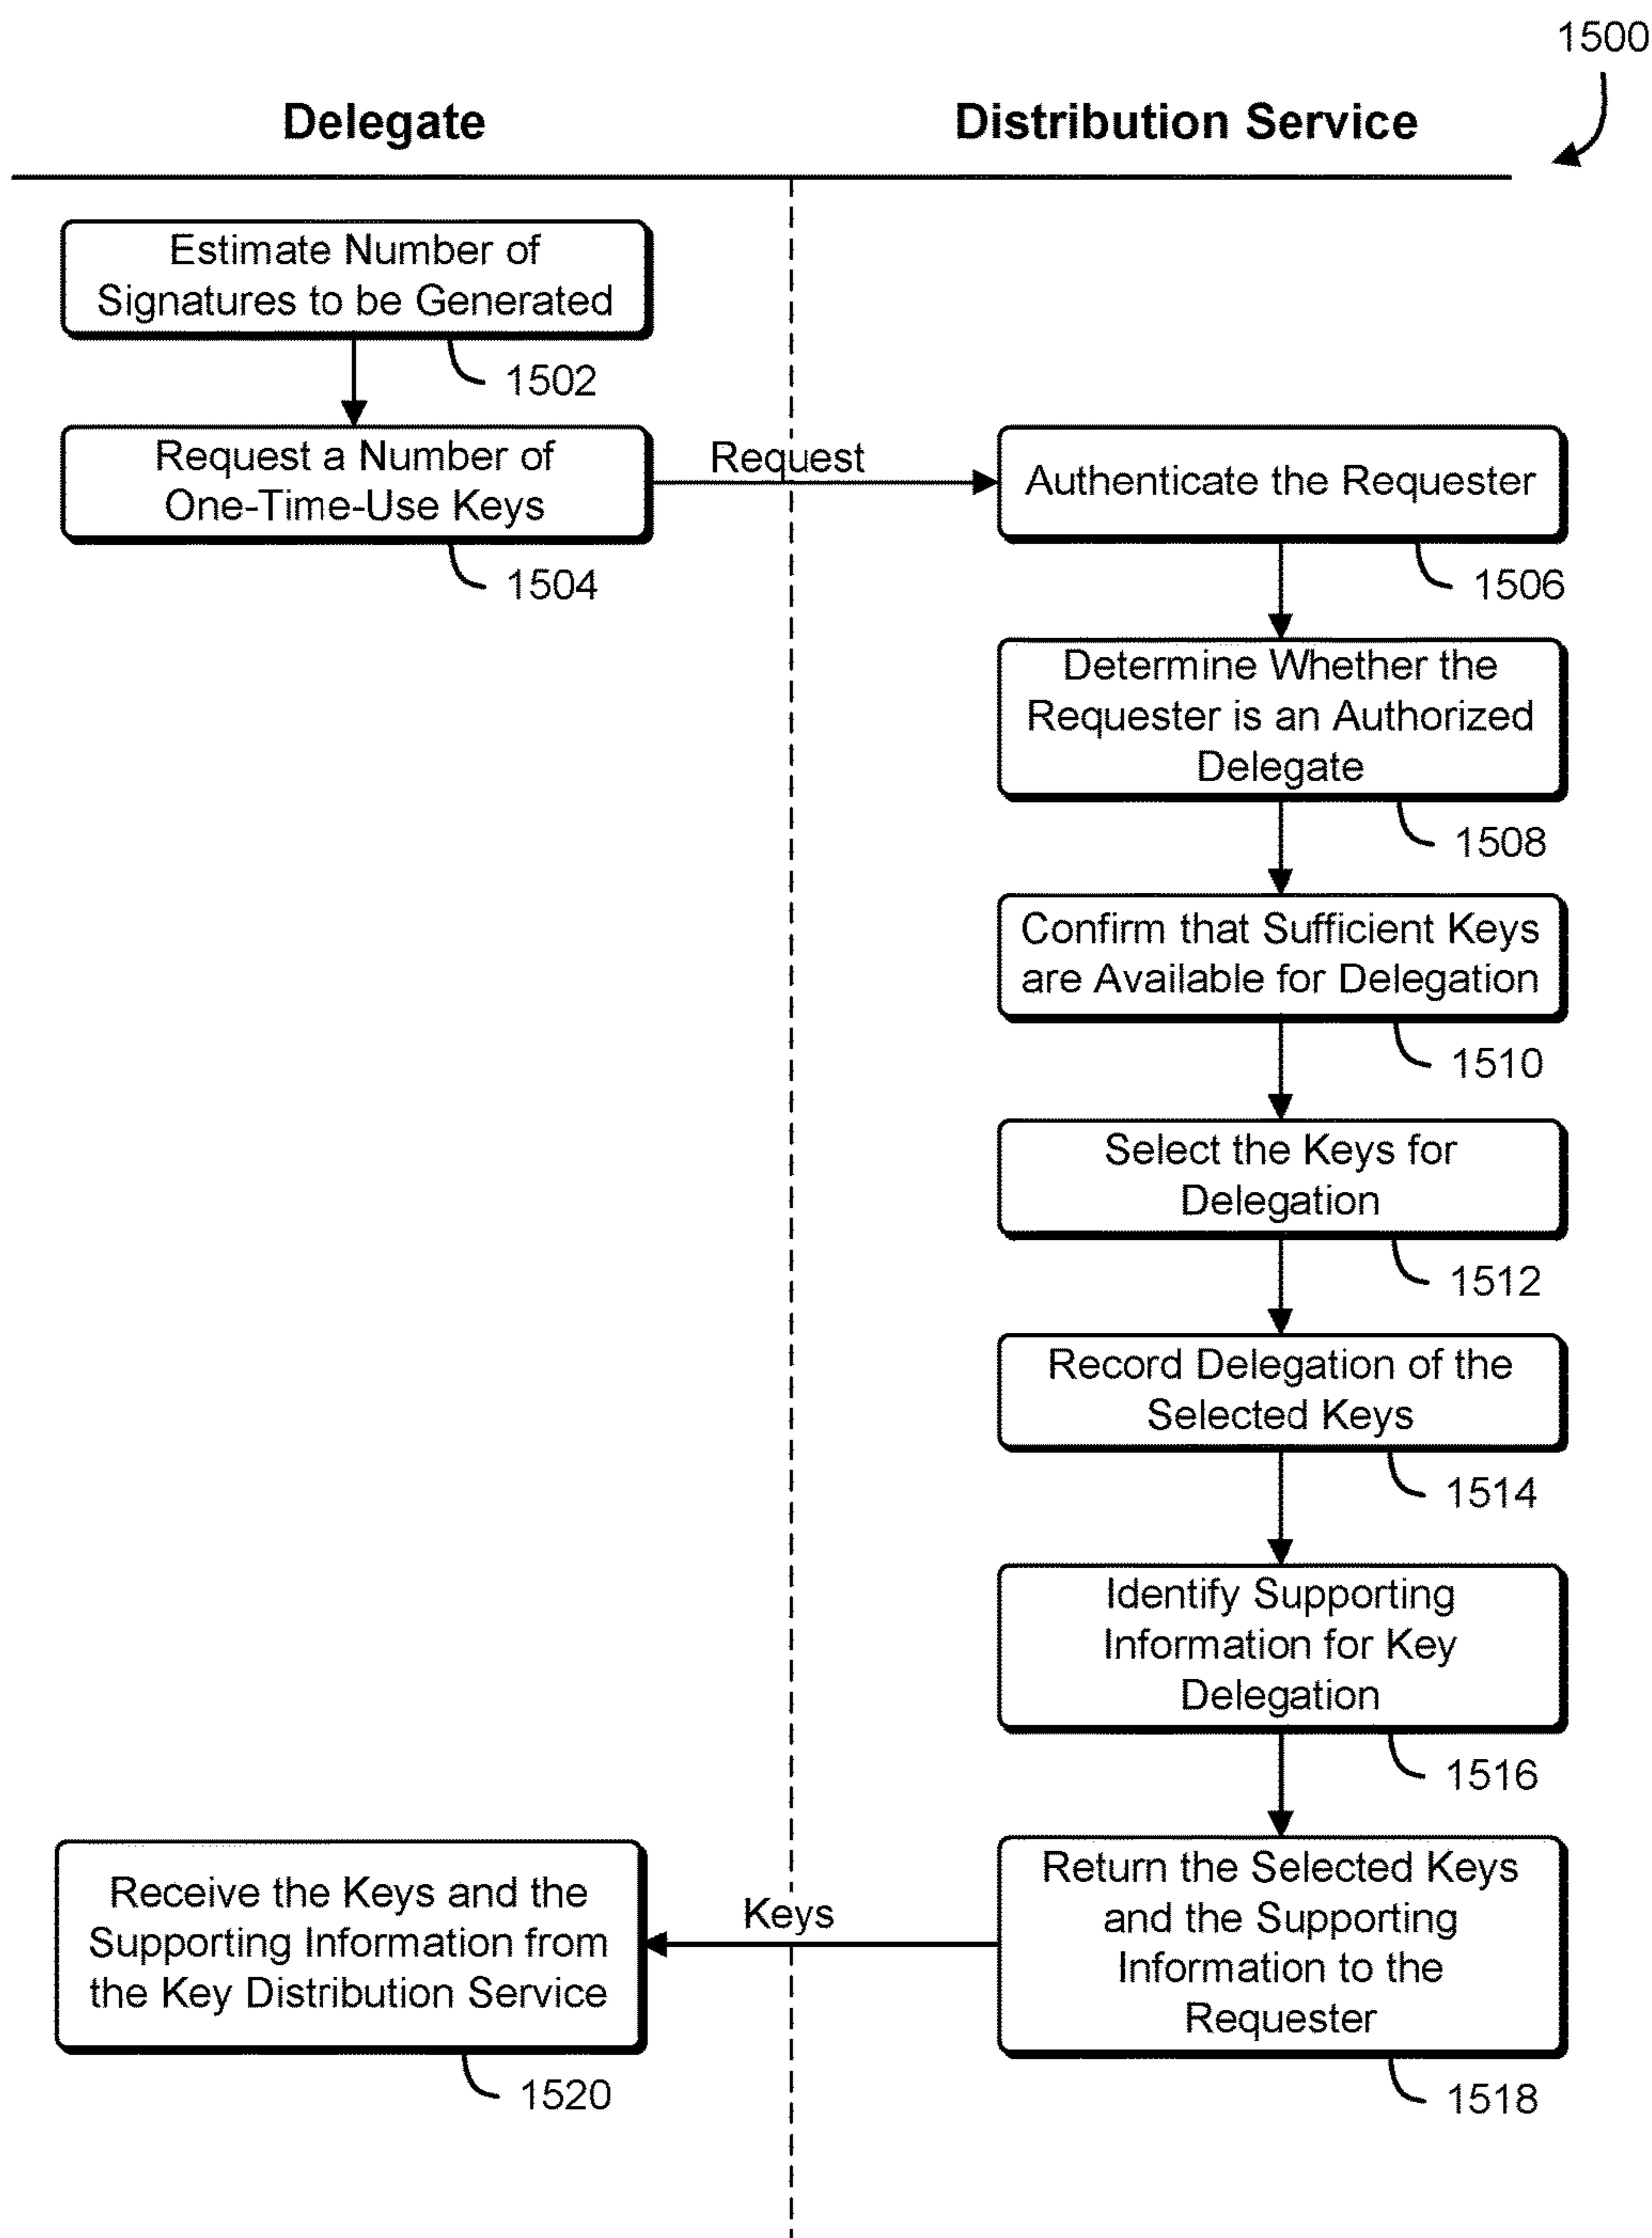 1500
Delegate
Distribution Service
Estimate Number of
Signatures to be Generated
1502
Request a Number of
One-Time-Use Keys
1504
Request
Authenticate the Requester
1506
Determine Whether the
Requester is an Authorized
Delegate
1508
Confirm that Sufficient Keys
are Available for Delegation
1510
Select the Keys for
Delegation
1512
Record Delegation of the
Selected Keys
1514
Identify Supporting
Information for Key
Delegation
1516
Return the Selected Keys
and the Supporting
Information to the
Requester
1518
Keys
Receive the Keys and the
Supporting Information from
the Key Distribution Service
1520